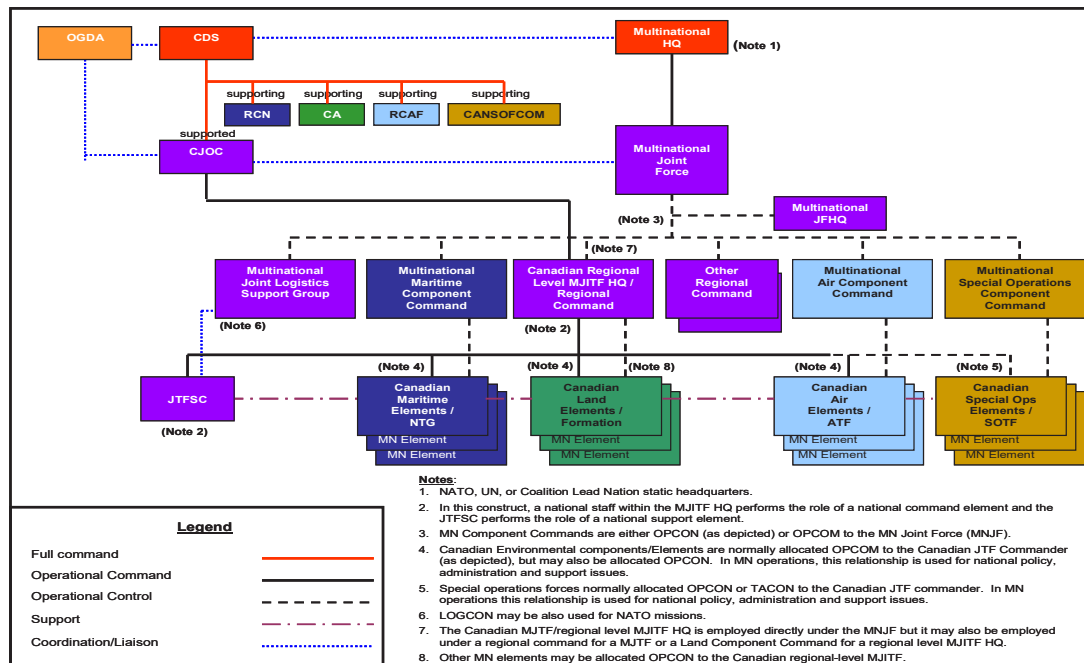 OGDA
CDS
Multinational
HQ
(Note 1)
supporting
supporting
supporting
supporting
RCN
CA
RCAF
CANSOFCOM
supported
CJOC
Multinational
Joint
Force
Multinational
JFHQ
(Note 3)
(Note 7)
Multinational
Joint Logistics
Support Group
Multinational
Maritime
Component
Command
Canadian Regional
Level MJITF HQ /
Regional
Command
Other
Regional
Command
Multinational
Air Component
Command
Multinational
Special Operations
Component
Command
(Note 6)
(Note 2)
(Note 4)
(Note 4)
(Note 8)
(Note 4)
(Note 5)
JTFSC
(Note 2)
Canadian
Maritime
Elements /
NTG
MN Element
MN Element
Canadian
Land
Elements /
Formation
MN Element
MN Element
Canadian
Air
Elements /
ATF
MN Element
MN Element
Canadian
Special Ops
Elements /
SOTF
MN Element
MN Element
Notes:
1. NATO, UN, or Coalition Lead Nation static headquarters.
2. In this construct, a national staff within the MJITF HQ performs the role of a national command element and the
JTFSC performs the role of a national support element.
3. MN Component Commands are either OPCON (as depicted) or OPCOM to the MN Joint Force (MNJF).
4. Canadian Environmental components/Elements are normally allocated OPCOM to the Canadian JTF Commander
(as depicted), but may also be allocated OPCON. In MN operations, this relationship is used for national policy,
administration and support issues.
5. Special operations forces normally allocated OPCON or TACON to the Canadian JTF commander. In MN
operations this relationship is used for national policy, administration and support issues.
6. LOGCON may be also used for NATO missions.
7. The Canadian MJTF/regional level MJITF HQ is employed directly under the MNJF but it may also be employed
under a regional command for a MJTF or a Land Component Command for a regional level MJITF HQ.
8. Other MN elements may be allocated OPCON to the Canadian regional-level MJITF.
Legend
Full command
Operational Command
Operational Control
Support
Coordination/Liaison